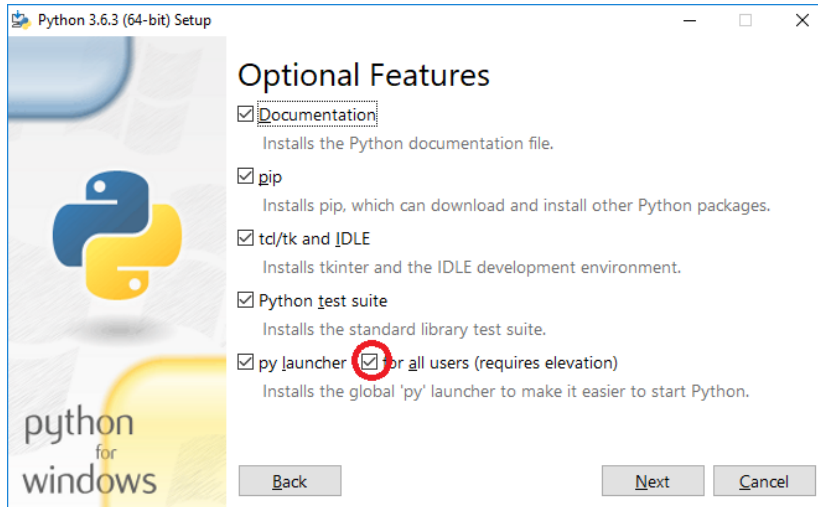 Python 3.6.3 (64-bit) Setup
Optional Features
Documentation
Installs the Python documentation file.
pip
Installs pip, which can download and install other Python packages.
tcl/tk and IDLE
Installs tkinter and the IDLE development environment.
Python test suite
Installs the standard library test suite.
py launcher for all users (requires elevation)
Installs the global 'py' launcher to make it easier to start Python.
python
for
windows
Back Next Cancel